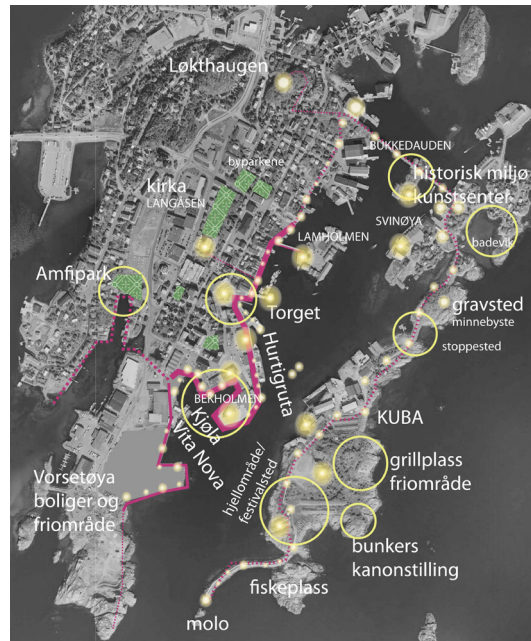 Løkthaugen
BUKKEDAUDEN
byparkene
historisk miljø
kunstsenter
kirka
LANGÅSEN
SVINØYA
badevik
LAMHOLMEN
Amfipark
Torget
gravsted
minnebyste
stoppested
Hurtigruta
BEKHOLMEN
Kjøla
Vita Nova
KUBA
hjellområde/
festivalsted
grillplass
friområde
Vorsetøya
boliger og
friområde
bunkers
kanonstilling
fiskeplass
molo